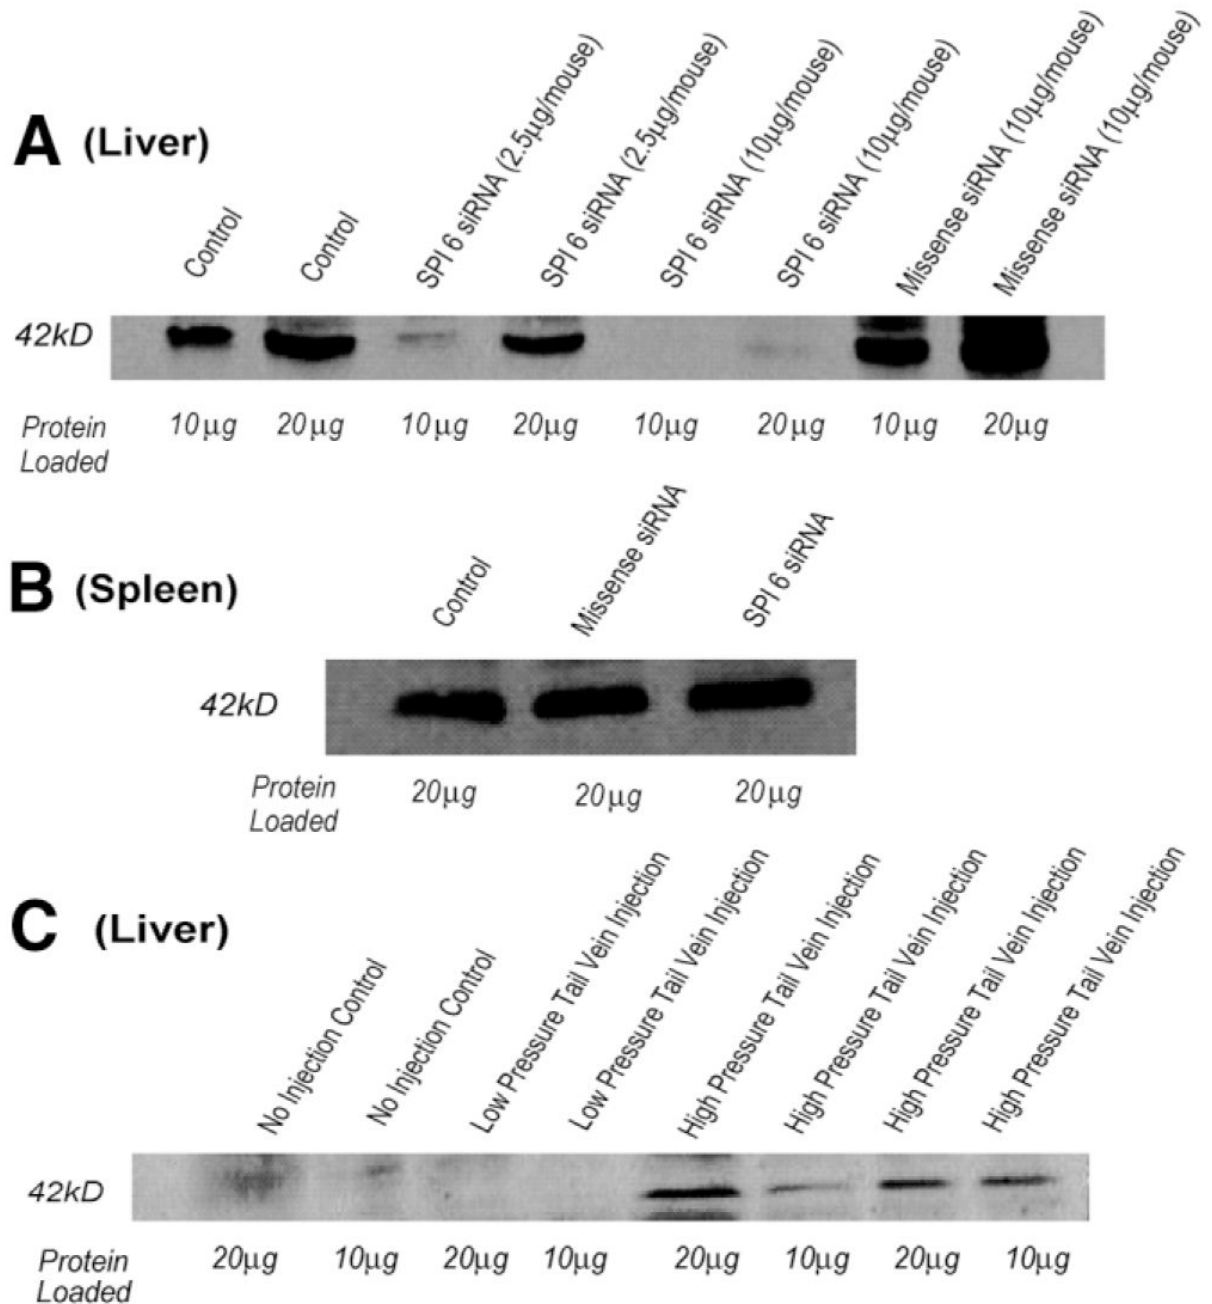 A (Liver)
Control
Control
SPI 6 siRNA (2.5µg/mouse)
SPI 6 siRNA (2.5µg/mouse)
SPI 6 siRNA (10µg/mouse)
SPI 6 siRNA (10µg/mouse)
Missense siRNA (10µg/mouse)
Missense siRNA (10µg/mouse)
42kD
Protein
Loaded
10µg 20µg 10µg 20µg 10µg 20µg 10µg 20µg
B (Spleen)
Control
Missense siRNA
SPI 6 siRNA
42kD
Protein
Loaded
20µg 20µg 20µg
C (Liver)
No Injection Control
No Injection Control
Low Pressure Tail Vein Injection
Low Pressure Tail Vein Injection
High Pressure Tail Vein Injection
High Pressure Tail Vein Injection
High Pressure Tail Vein Injection
High Pressure Tail Vein Injection
42kD
Protein
Loaded
20µg 10µg 20µg 10µg 20µg 10µg 20µg 10µg